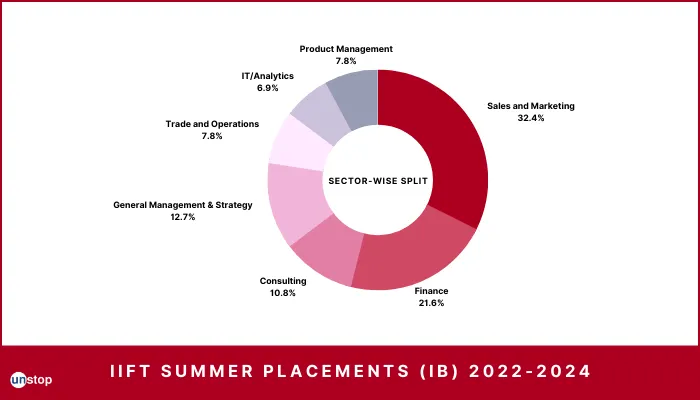 Product Management
7.8%
IT/Analytics
6.9%
Sales and Marketing
32.4%
Trade and Operations
7.8%
SECTOR-WISE SPLIT
General Management & Strategy
12.7%
Consulting
10.8%
Finance
21.6%
IIFT SUMMER PLACEMENTS (IB) 2022-2024
unstop